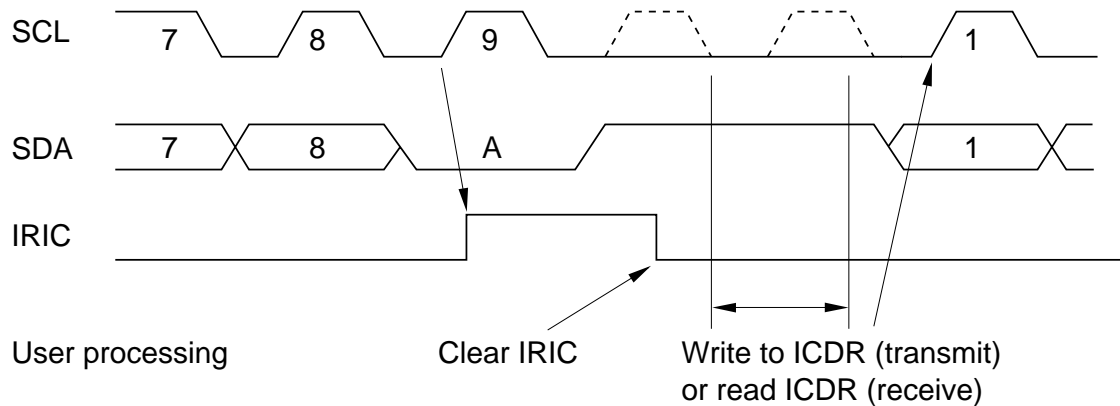 SCL 7 8 9 1
SDA 7 8 A 1
IRIC
User processing Clear IRIC Write to ICDR (transmit)
or read ICDR (receive)